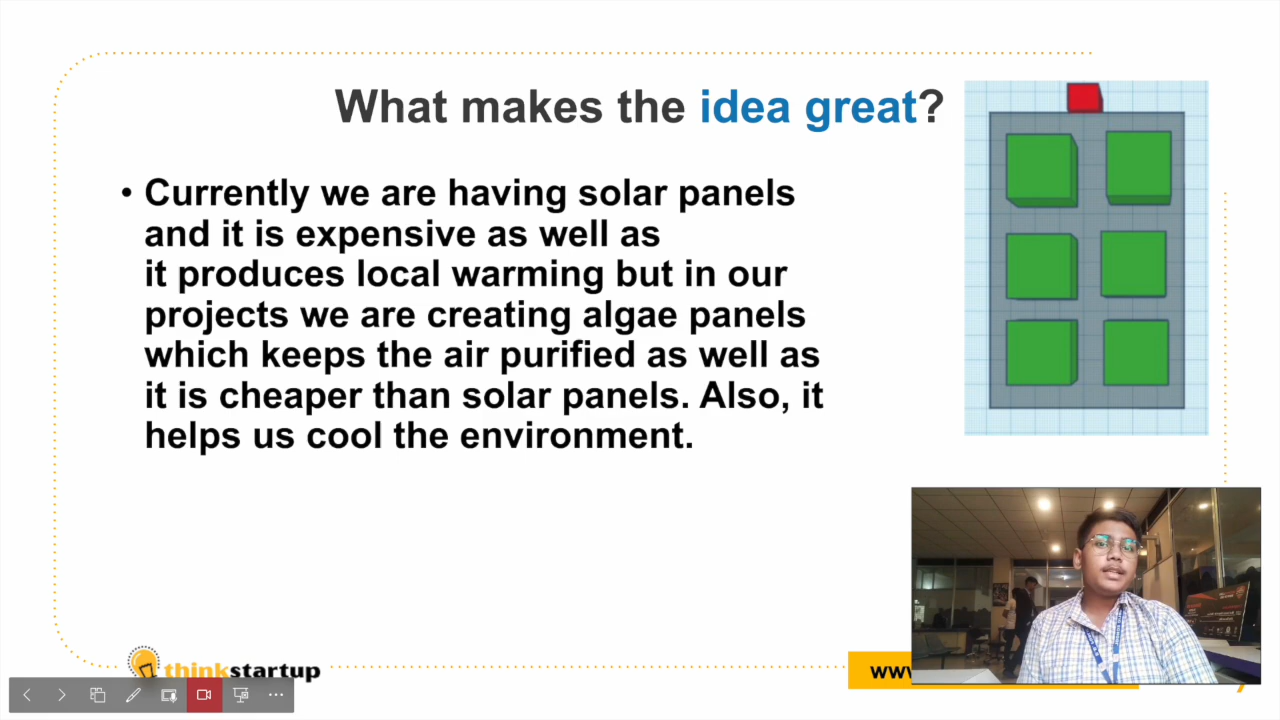 What makes the idea great?
• Currently we are having solar panels
and it is expensive as well as
it produces local warming but in our
projects we are creating algae panels
which keeps the air purified as well as
it is cheaper than solar panels. Also, it
helps us cool the environment.
thinkstartup